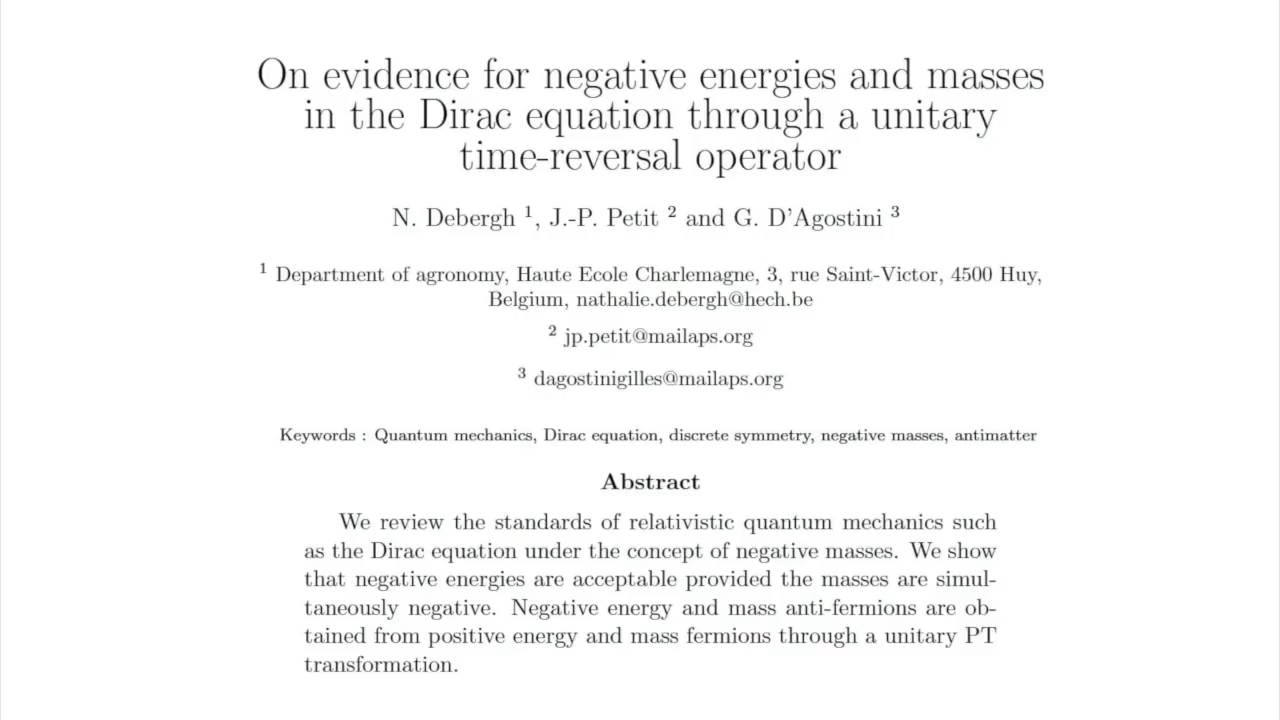 On evidence for negative energies and masses
in the Dirac equation through a unitary
time-reversal operator
N. Debergh ¹, J.-P. Petit ² and G. D'Agostini ³
¹ Department of agronomy, Haute Ecole Charlemagne, 3, rue Saint-Victor, 4500 Huy,
Belgium, nathalie.debergh@hech.be
² jp.petit@mailaps.org
³ dagostinigilles@mailaps.org
Keywords : Quantum mechanics, Dirac equation, discrete symmetry, negative masses, antimatter
Abstract
We review the standards of relativistic quantum mechanics such
as the Dirac equation under the concept of negative masses. We show
that negative energies are acceptable provided the masses are simul-
taneously negative. Negative energy and mass anti-fermions are ob-
tained from positive energy and mass fermions through a unitary PT
transformation.